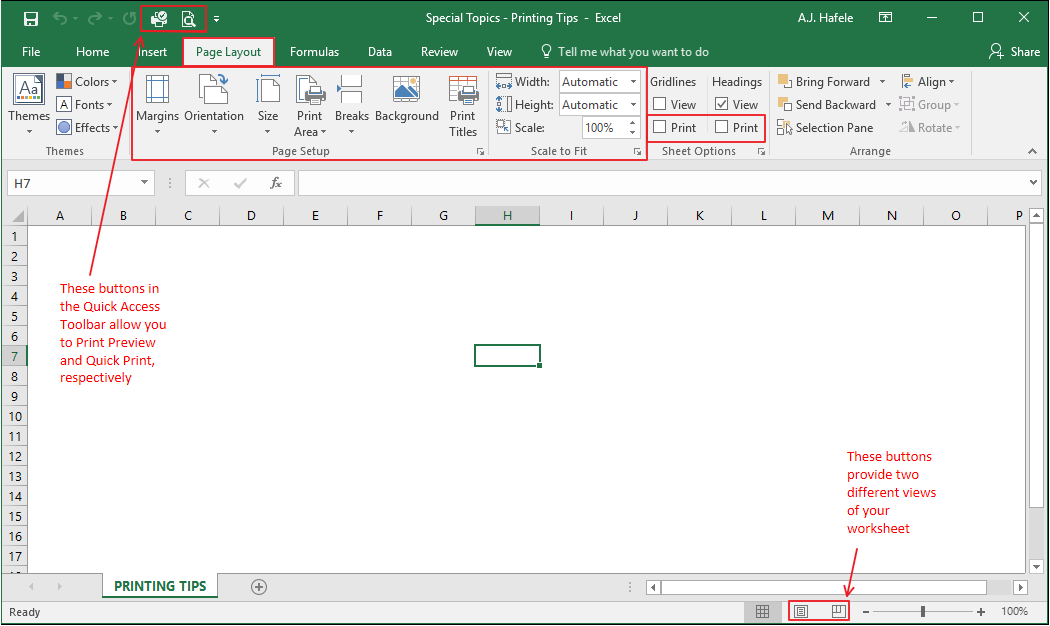 Special Topics - Printing Tips - Excel
A.J. Hafele
File Home Insert Page Layout Formulas Data Review View Tell me what you want to do Share
Aa
Themes
Colors
A Fonts
Effects
Themes
Margins
Orientation
Size
Print
Area
Breaks
Background
Print
Titles
Page Setup
Width: Automatic
Height: Automatic
Scale: 100%
Scale to Fit
Gridlines Headings
View View
Print Print
Sheet Options
Bring Forward
Send Backward
Selection Pane
Align
Group
Rotate
Arrange
H7 fx
A B C D E F G H I J K L M N O P
1
2
3
4
5
6
7
8
9
10
11
12
13
14
15
16
17
These buttons in
the Quick Access
Toolbar allow you
to Print Preview
and Quick Print,
respectively
These buttons
provide two
different views
of your
worksheet
PRINTING TIPS
Ready
100%